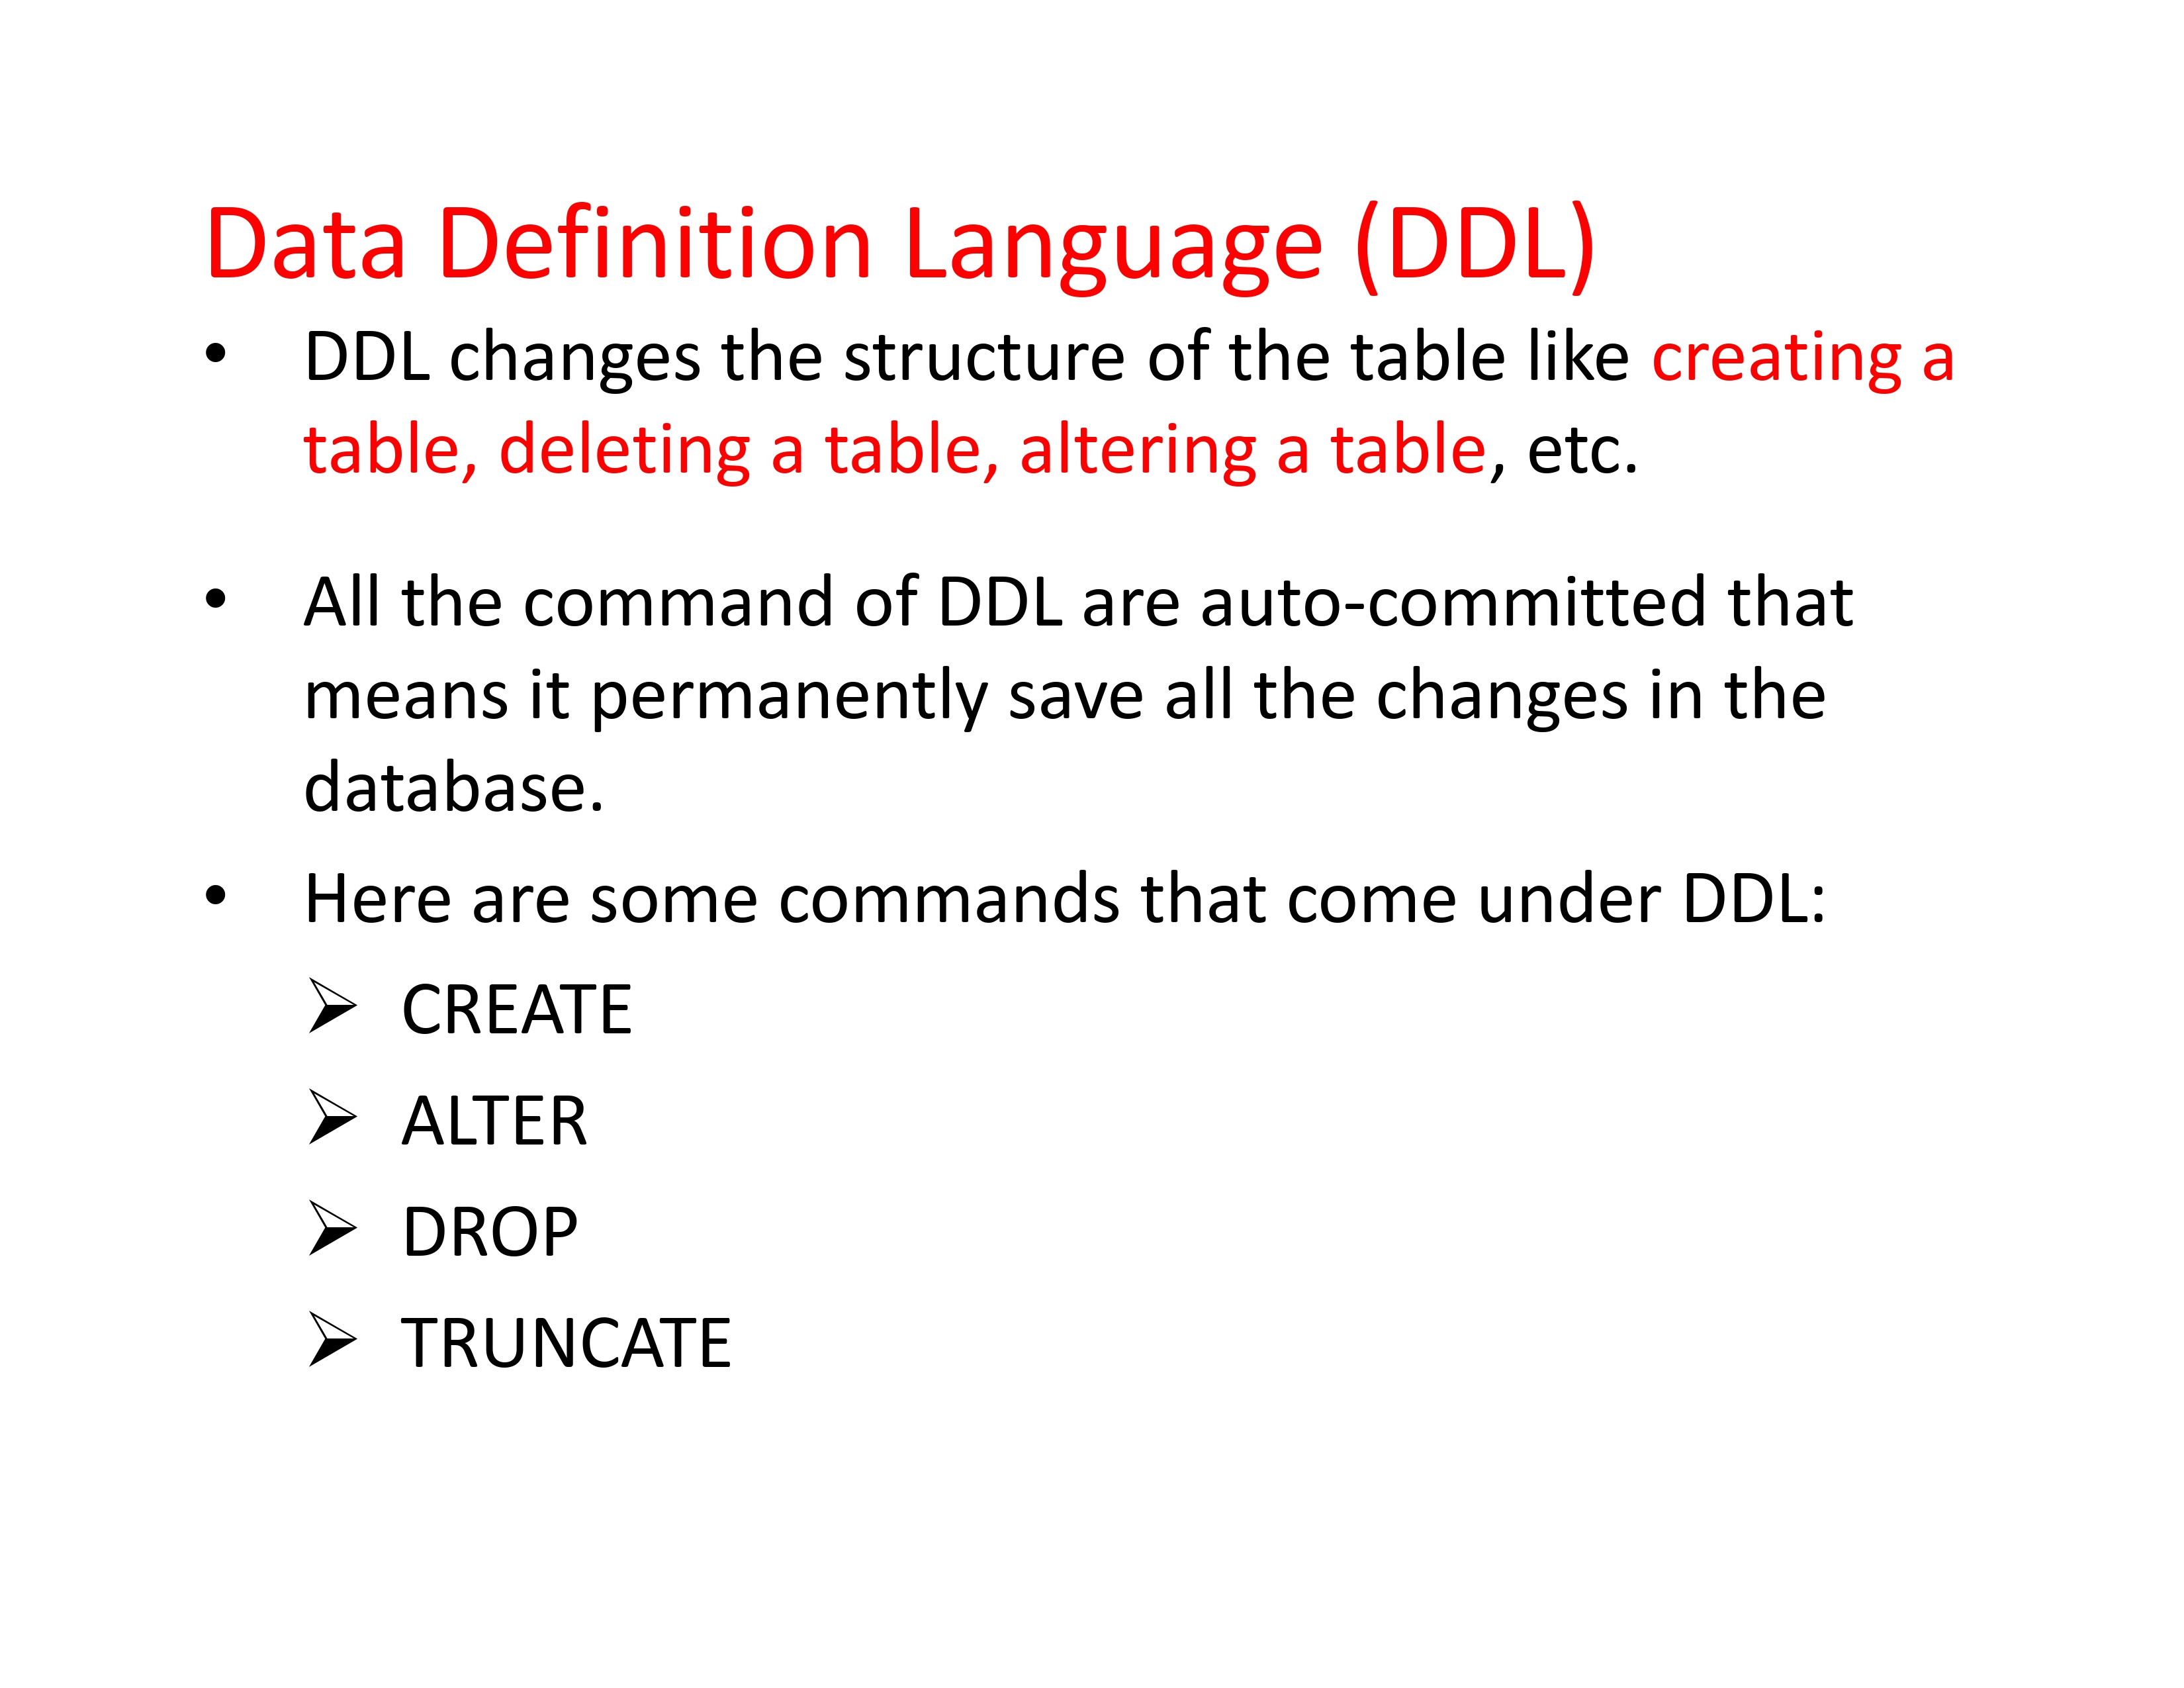 Data Definition Language (DDL)
• DDL changes the structure of the table like creating a
table, deleting a table, altering a table, etc.
• All the command of DDL are auto-committed that
means it permanently save all the changes in the
database.
• Here are some commands that come under DDL:
➢ CREATE
➢ ALTER
➢ DROP
➢ TRUNCATE